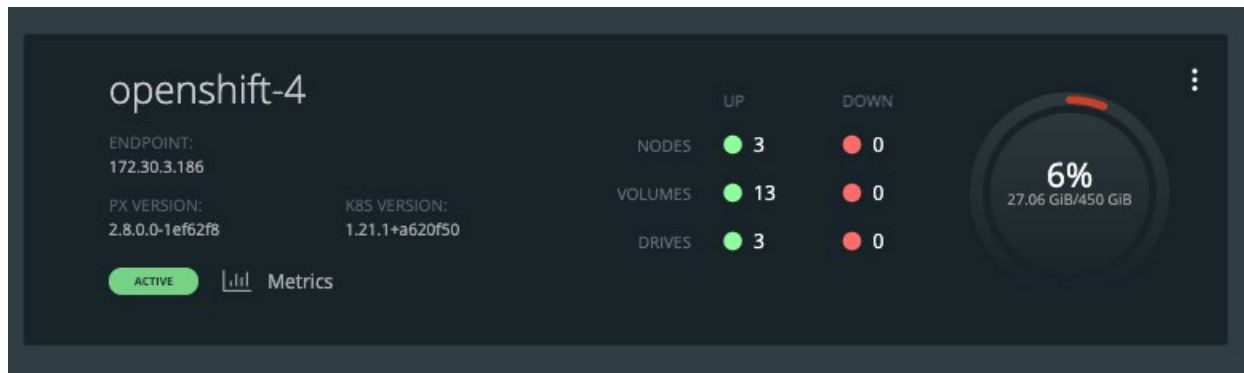 openshift-4
ENDPOINT:
172.30.3.186
PX VERSION:
2.8.0.0-1ef62f8
K8S VERSION:
1.21.1+a620f50
ACTIVE
Metrics
UP DOWN
NODES 3 0
VOLUMES 13 0
DRIVES 3 0
6%
27.06 GiB/450 GiB